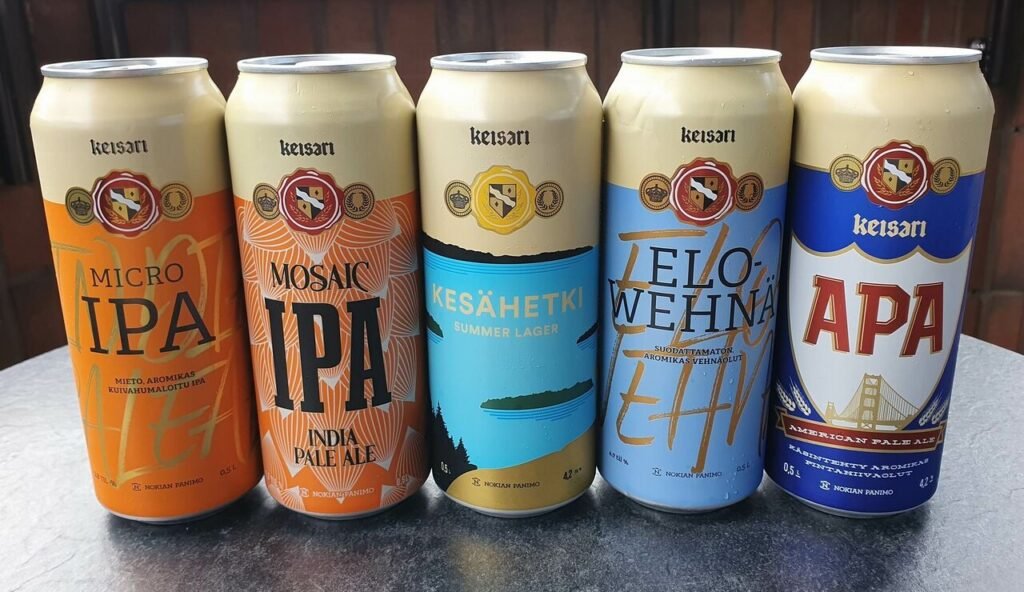 keisari
MICRO
IPA
MIETO, AROMIKAS
KUIVAHUMALOITU IPA
0,5 L
NOKIAN PANIMO
keisari
MOSAIC
IPA
INDIA
PALE ALE
NOKIAN PANIMO
keisari
KESÄHETKI
SUMMER LAGER
0,5 L
4,2
NOKIAN PANIMO
keisari
ELO-
WEHNÄ
SUODATTAMATON,
AROMIKAS VEHNÄOLUT
0,5 L
NOKIAN PANIMO
keisari
APA
AMERICAN PALE ALE
KÄSINTEHTY AROMIKAS
PINTAHIIVAOLUT
0,5 L
4,2
NOKIAN PANIMO